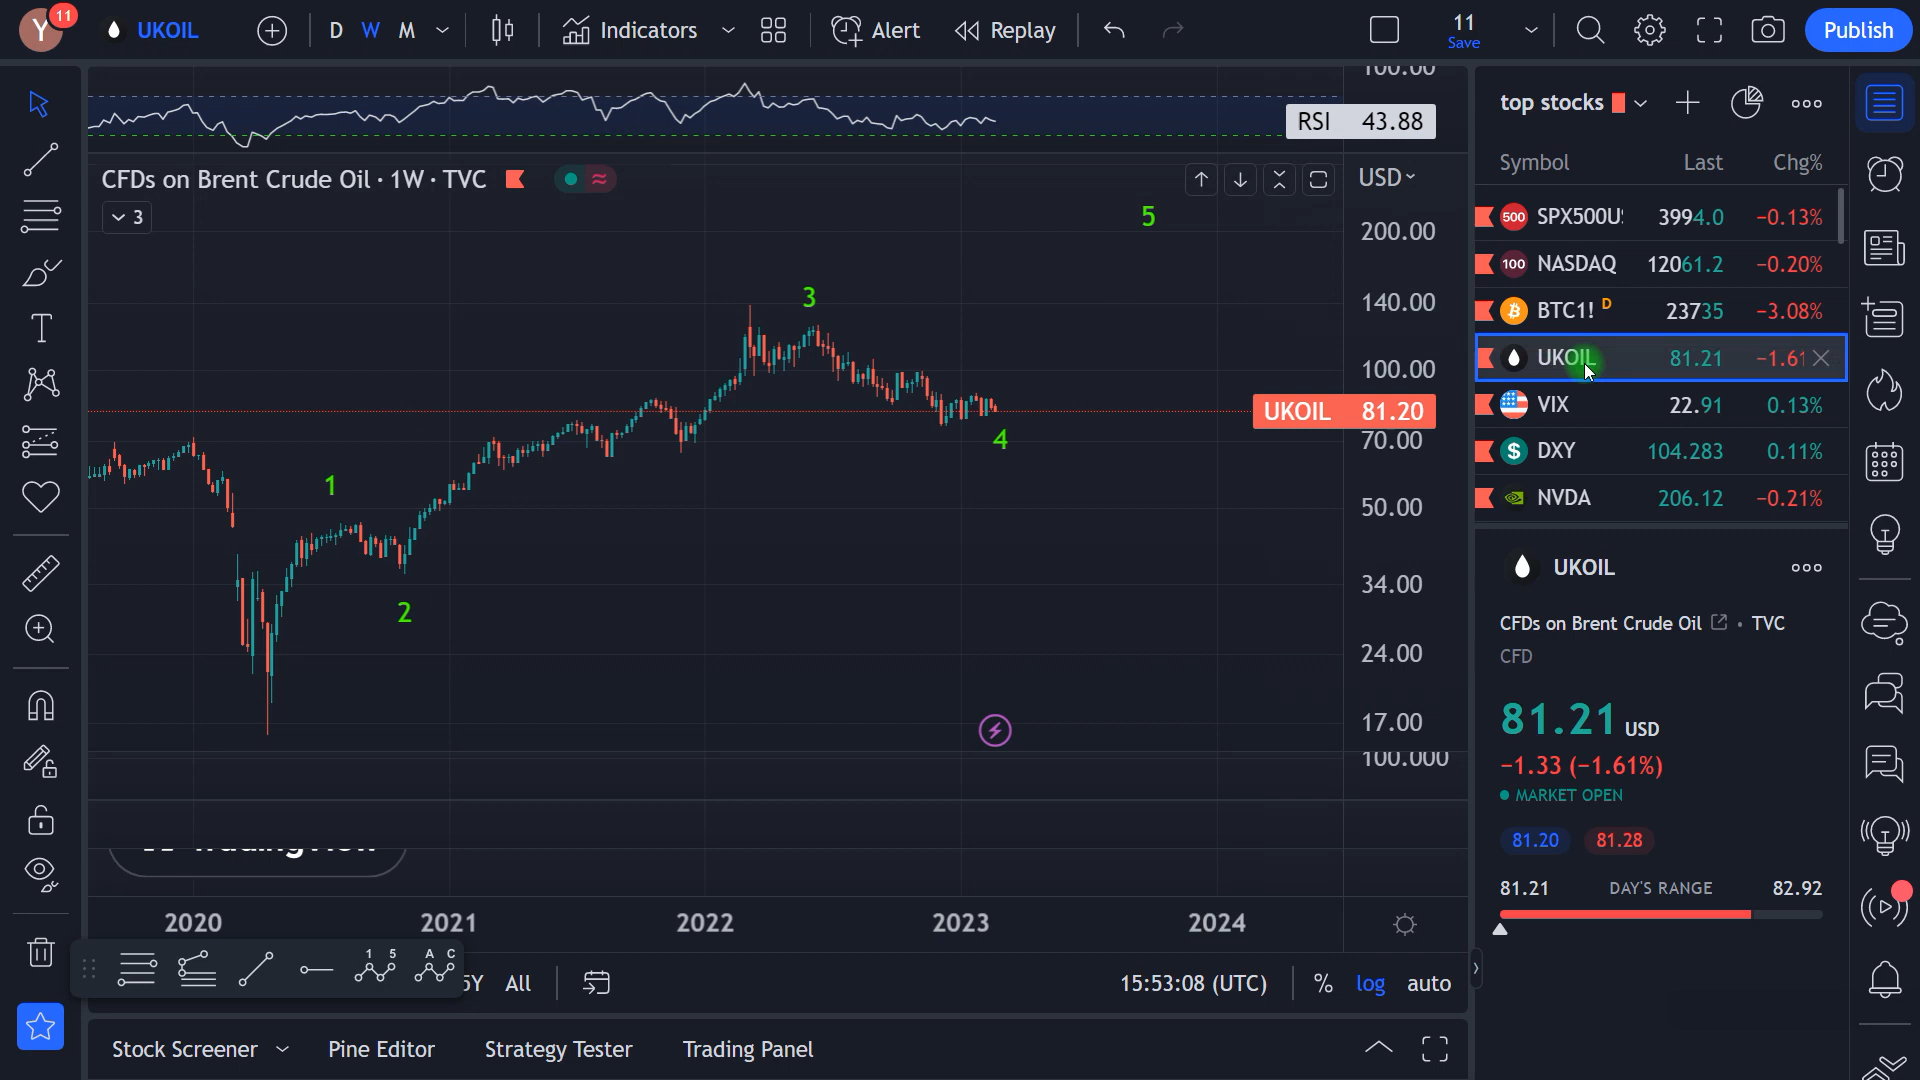 Y 11 UKOIL D W M Indicators Alert Replay 11 Save Publish
100.00
RSI 43.88
CFDs on Brent Crude Oil · 1W · TVC
3
USD
5
200.00
3
140.00
100.00
UKOIL 81.20
4
70.00
1
50.00
2
34.00
24.00
17.00
100.000
2020 2021 2022 2023 2024
1 5 A C 5Y All 15:53:08 (UTC) % log auto
Stock Screener Pine Editor Strategy Tester Trading Panel
top stocks
Symbol Last Chg%
500 SPX500U 3994.0 −0.13%
100 NASDAQ 12061.2 −0.20%
BTC1! D 23735 −3.08%
UKOIL 81.21 −1.61
VIX 22.91 0.13%
$ DXY 104.283 0.11%
NVDA 206.12 −0.21%
UKOIL
CFDs on Brent Crude Oil · TVC
CFD
81.21 USD
−1.33 (−1.61%)
MARKET OPEN
81.20 81.28
81.21 DAY'S RANGE 82.92